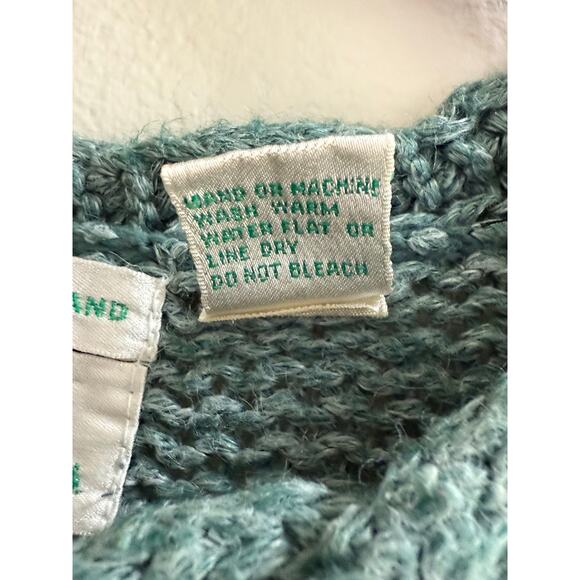 HAND OR MACHINE
WASH WARM
WATER FLAT OR
LINE DRY
DO NOT BLEACH
AND